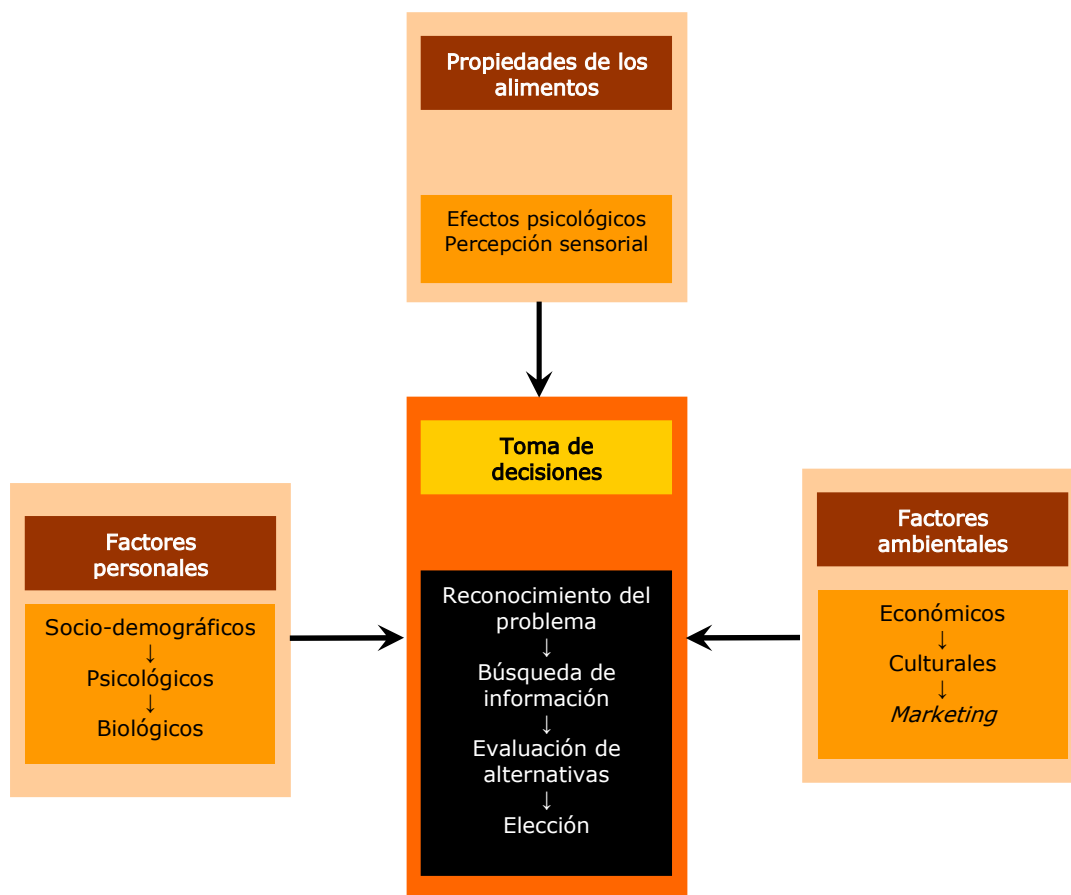 Propiedades de los
alimentos
Efectos psicológicos
Percepción sensorial
Toma de
decisiones
Reconocimiento del
problema
↓
Búsqueda de
información
↓
Evaluación de
alternativas
↓
Elección
Factores
personales
Socio-demográficos
↓
Psicológicos
↓
Biológicos
Factores
ambientales
Económicos
↓
Culturales
↓
Marketing